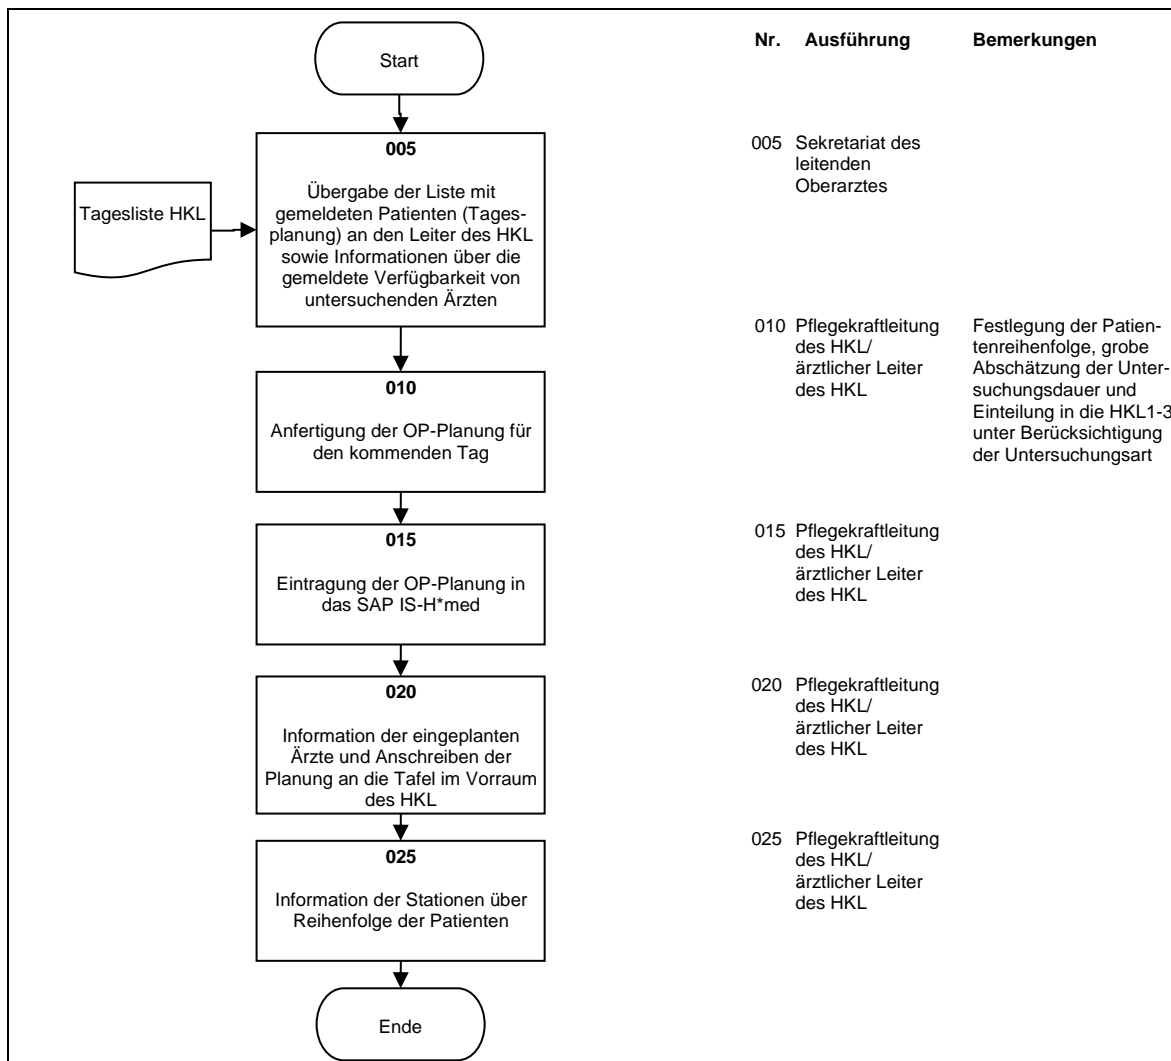 Start
Nr. Ausführung Bemerkungen
005
Übergabe der Liste mit
gemeldeten Patienten (Tages-
planung) an den Leiter des HKL
sowie Informationen über die
gemeldete Verfügbarkeit von
untersuchenden Ärzten
Tagesliste HKL
005 Sekretariat des
leitenden
Oberarztes
010
Anfertigung der OP-Planung für
den kommenden Tag
010 Pflegekraftleitung
des HKL/
ärztlicher Leiter
des HKL
Festlegung der Patien-
tenreihenfolge, grobe
Abschätzung der Unter-
suchungsdauer und
Einteilung in die HKL1-3
unter Berücksichtigung
der Untersuchungsart
015
Eintragung der OP-Planung in
das SAP IS-H*med
015 Pflegekraftleitung
des HKL/
ärztlicher Leiter
des HKL
020
Information der eingeplanten
Ärzte und Anschreiben der
Planung an die Tafel im Vorraum
des HKL
020 Pflegekraftleitung
des HKL/
ärztlicher Leiter
des HKL
025
Information der Stationen über
Reihenfolge der Patienten
025 Pflegekraftleitung
des HKL/
ärztlicher Leiter
des HKL
Ende